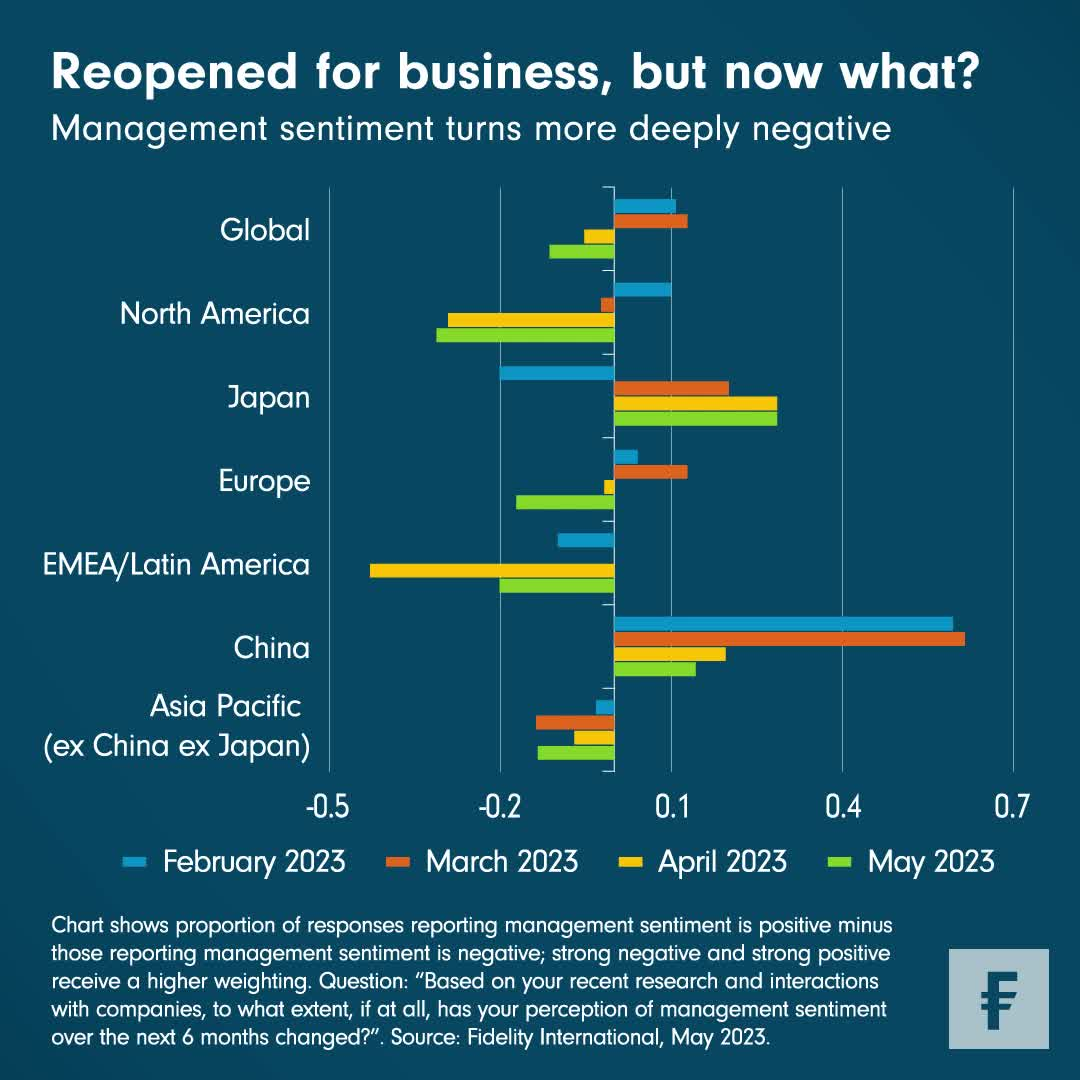 Reopened for business, but now what?
Management sentiment turns more deeply negative
Global
North America
Japan
Europe
EMEA/Latin America
China
Asia Pacific
(ex China ex Japan)
-0.5 -0.2 0.1 0.4 0.7
February 2023 March 2023 April 2023 May 2023
Chart shows proportion of responses reporting management sentiment is positive minus
those reporting management sentiment is negative; strong negative and strong positive
receive a higher weighting. Question: “Based on your recent research and interactions
with companies, to what extent, if at all, has your perception of management sentiment
over the next 6 months changed?”. Source: Fidelity International, May 2023.